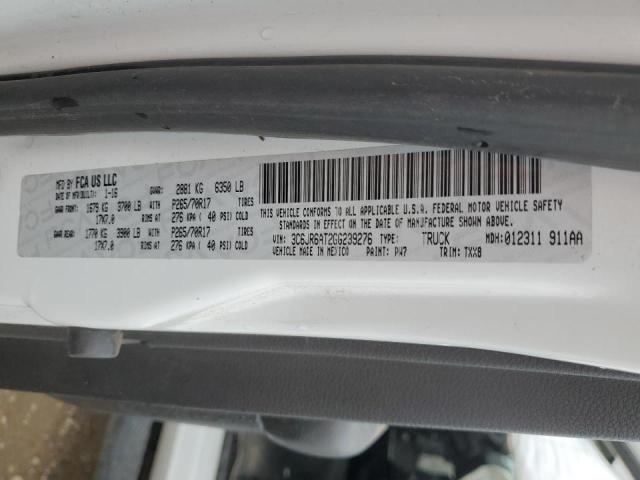 MFD BY FCA US LLC
DATE OF MFR/BUILT: 1-16 GVWR: 2881 KG 6350 LB
GAWR FRONT: 1679 KG 3700 LB P265/70R17 TIRES
17X7.0 RIMS AT 276 KPA ( 40 PSI) COLD
GAWR REAR: 1770 KG 3900 LB P265/70R17 TIRES
17X7.0 RIMS AT 276 KPA ( 40 PSI) COLD
THIS VEHICLE CONFORMS TO ALL APPLICABLE U.S.A. FEDERAL MOTOR VEHICLE SAFETY
STANDARDS IN EFFECT ON THE DATE OF MANUFACTURE SHOWN ABOVE.
VIN: 3C6JR6AT2GG239276 TYPE: TRUCK MDH: 012311 911AA
VEHICLE MADE IN MEXICO PAINT: PW7 TRIM: TXX8